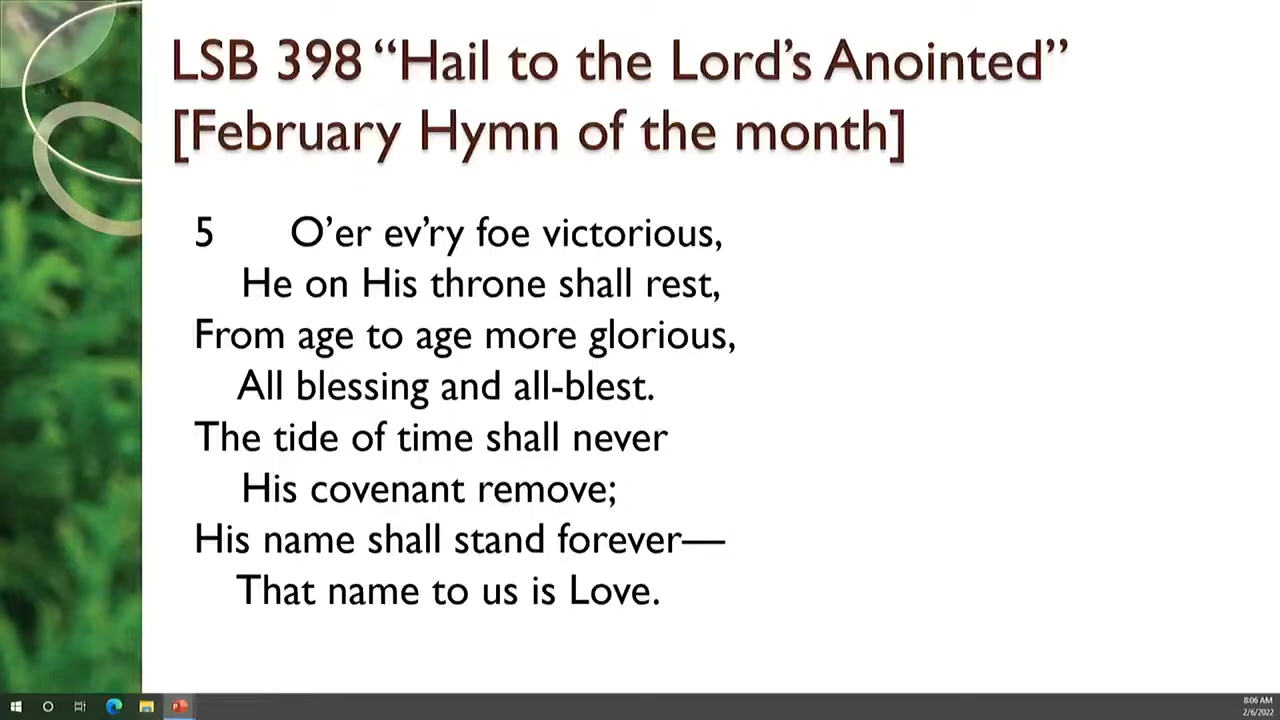 LSB 398 “Hail to the Lord’s Anointed”
[February Hymn of the month]
5 O’er ev’ry foe victorious,
He on His throne shall rest,
From age to age more glorious,
All blessing and all-blest.
The tide of time shall never
His covenant remove;
His name shall stand forever—
That name to us is Love.
8:06 AM
2/6/2022